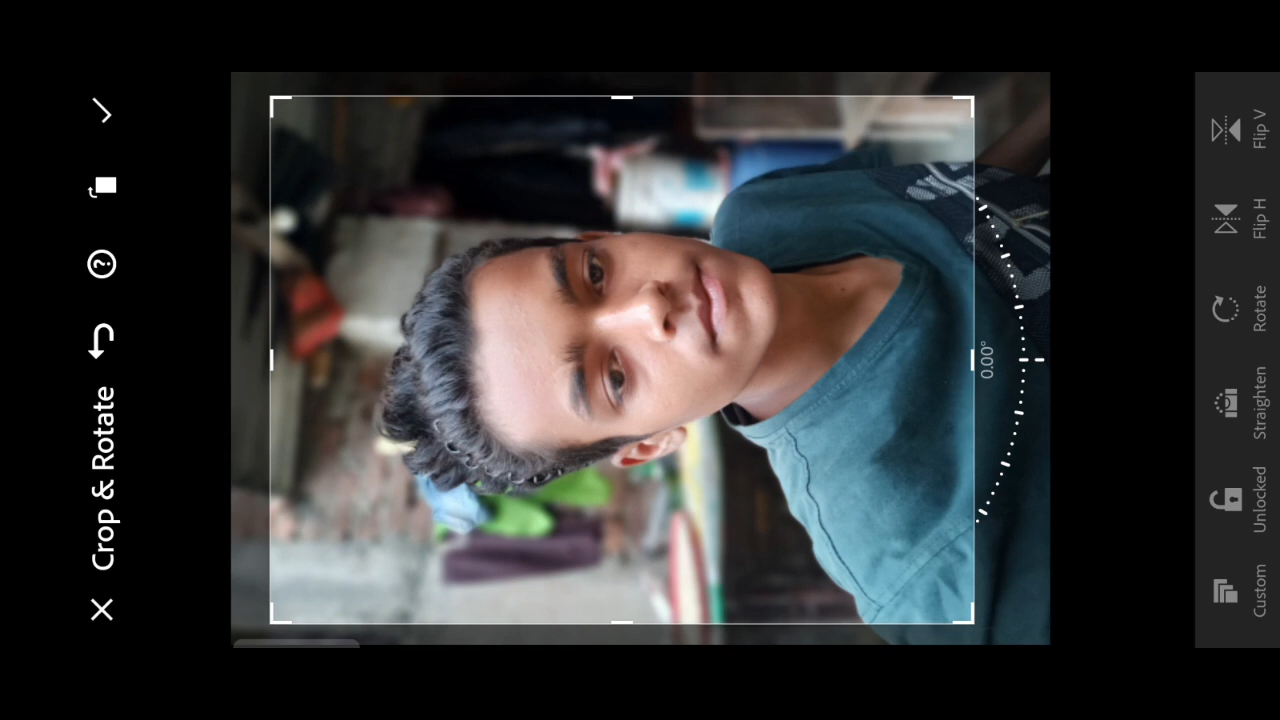 Crop & Rotate
0.00°
Custom
Unlocked
Straighten
Rotate
Flip H
Flip V